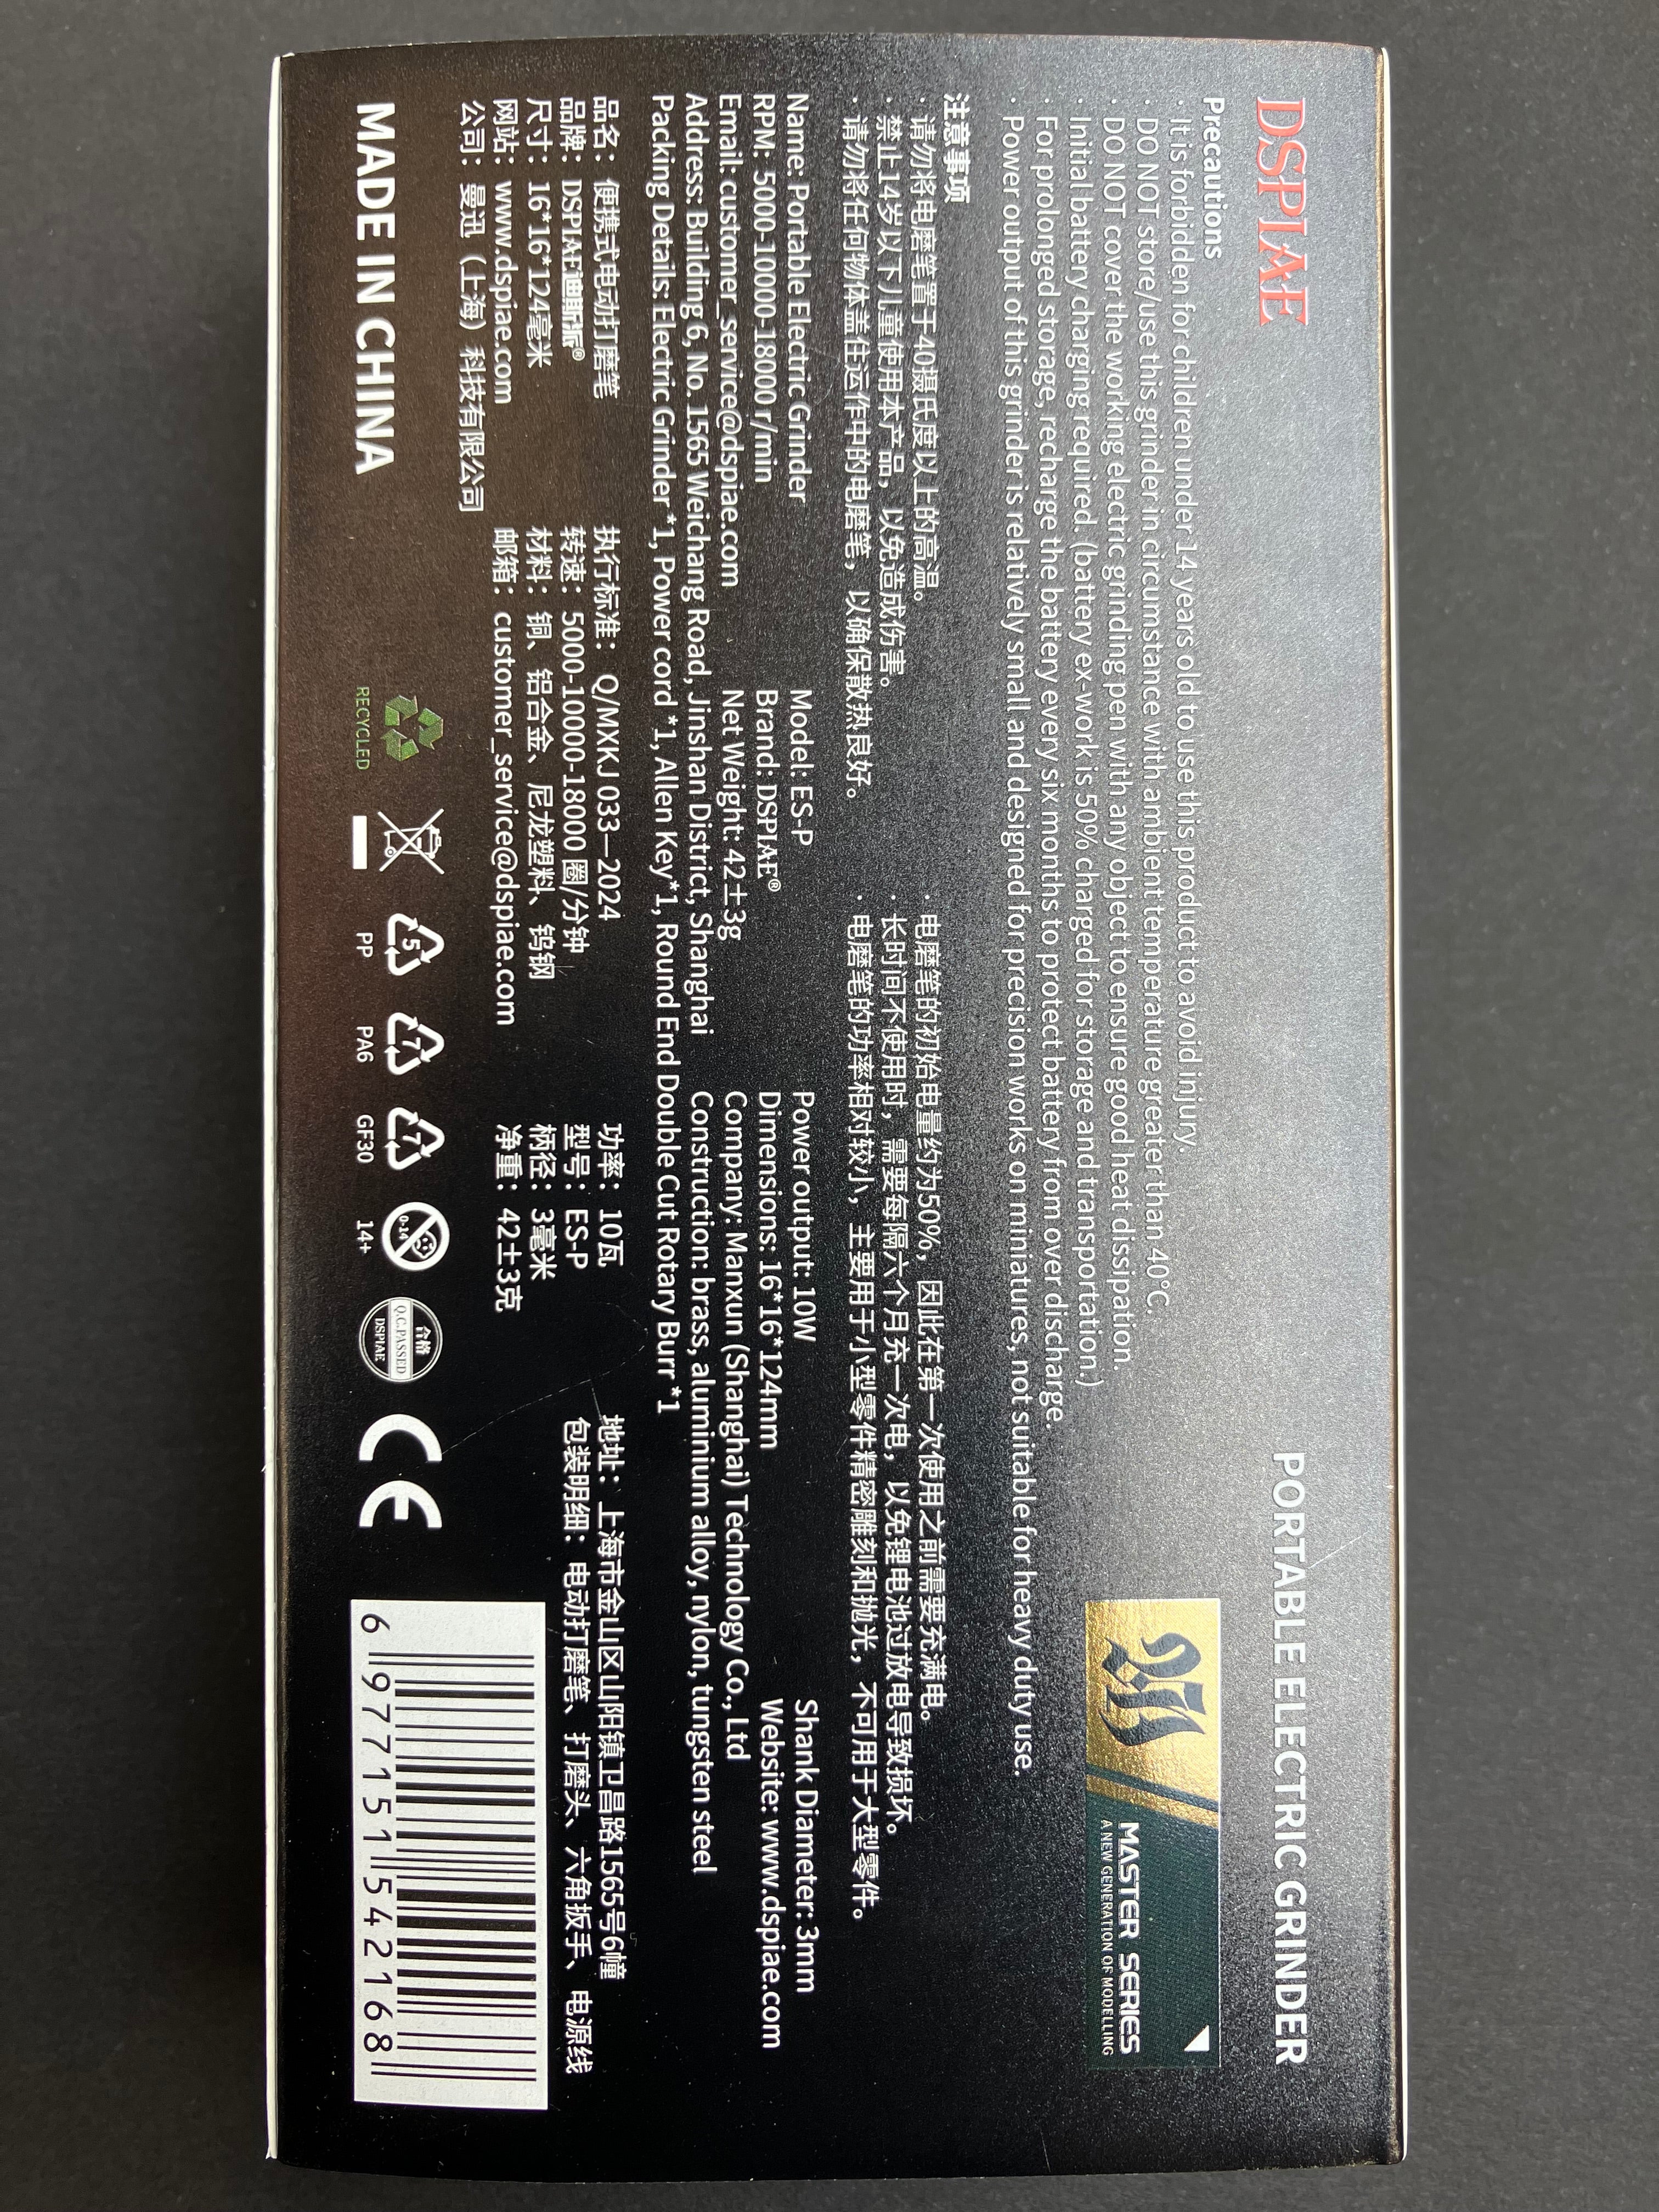 DSPIAE
PORTABLE ELECTRIC GRINDER
MASTER SERIES
A NEW GENERATION OF MODELLING
Precautions
· It is forbidden for children under 14 years old to use this product to avoid injury.
· DO NOT store/use this grinder in circumstance with ambient temperature greater than 40°C.
· DO NOT cover the working electric grinding pen with any object to ensure good heat dissipation.
· Initial battery charging required. (battery ex-work is 50% charged for storage and transportation.)
· For prolonged storage, recharge the battery every six months to protect battery from over discharge.
· Power output of this grinder is relatively small and designed for precision works on miniatures, not suitable for heavy duty use.
注意事项
· 请勿将电磨笔置于40摄氏度以上的高温。
· 禁止14岁以下儿童使用本产品，以免造成伤害。
· 请勿将任何物体盖住运作中的电磨笔，以确保散热良好。
· 电磨笔的初始电量约为50%，因此在第一次使用之前需要充满电。
· 长时间不使用时，需要每隔六个月充一次电，以免锂电池过放电导致损坏。
· 电磨笔的功率相对较小，主要用于小型零件精密雕刻和抛光，不可用于大型零件。
Name: Portable Electric Grinder Model: ES-P Power output: 10W Shank Diameter: 3mm
RPM: 5000-10000-18000 r/min Brand: DSPIAE® Dimensions: 16*16*124mm Website: www.dspiae.com
Email: customer_service@dspiae.com Net Weight: 42±3g Company: Manxun (Shanghai) Technology Co., Ltd
Address: Building 6, No. 1565 Weichang Road, Jinshan District, Shanghai Construction: brass, aluminium alloy, nylon, tungsten steel
Packing Details: Electric Grinder *1, Power cord *1, Allen Key*1, Round End Double Cut Rotary Burr *1
品名：便携式电动打磨笔 执行标准：Q/MXKJ 033—2024 功率：10瓦 地址：上海市金山区山阳镇卫昌路1565号6幢
品牌：DSPIAE迪斯派® 转速：5000-10000-18000 圈/分钟 型号：ES-P 包装明细：电动打磨笔、打磨头、六角扳手、电源线
尺寸：16*16*124毫米 材料：铜、铝合金、尼龙塑料、钨钢 柄径：3毫米
网站：www.dspiae.com 邮箱：customer_service@dspiae.com 净重：42±3克
公司：曼迅（上海）科技有限公司
MADE IN CHINA
RECYCLED
5
PP
7
PA6
7
GF30
0-14
14+
合格
Q.C.PASSED
DSPIAE
CE
6 977151 542168